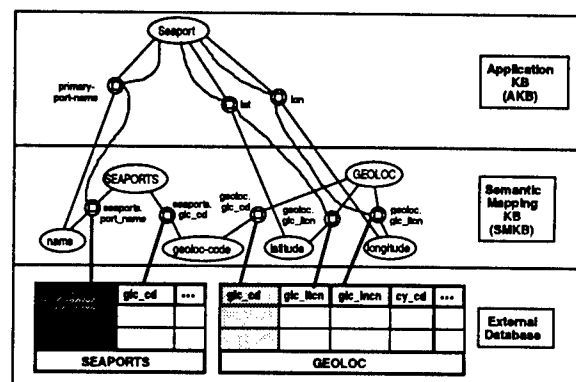 Seaport
primary-
port-name
lat
lon
Application
KB
(AKB)
SEAPORTS
GEOLOC
seaports.
port_name
seaports.
glc_cd
geoloc.
glc_cd
geoloc.
glc_ltcn
geoloc.
glc_ltcn
name
geoloc-code
latitude
longitude
Semantic
Mapping
KB
(SMKB)
glc_cd ...
glc_cd glc_ltcn glc_lncn cy_cd ...
SEAPORTS
GEOLOC
External
Database